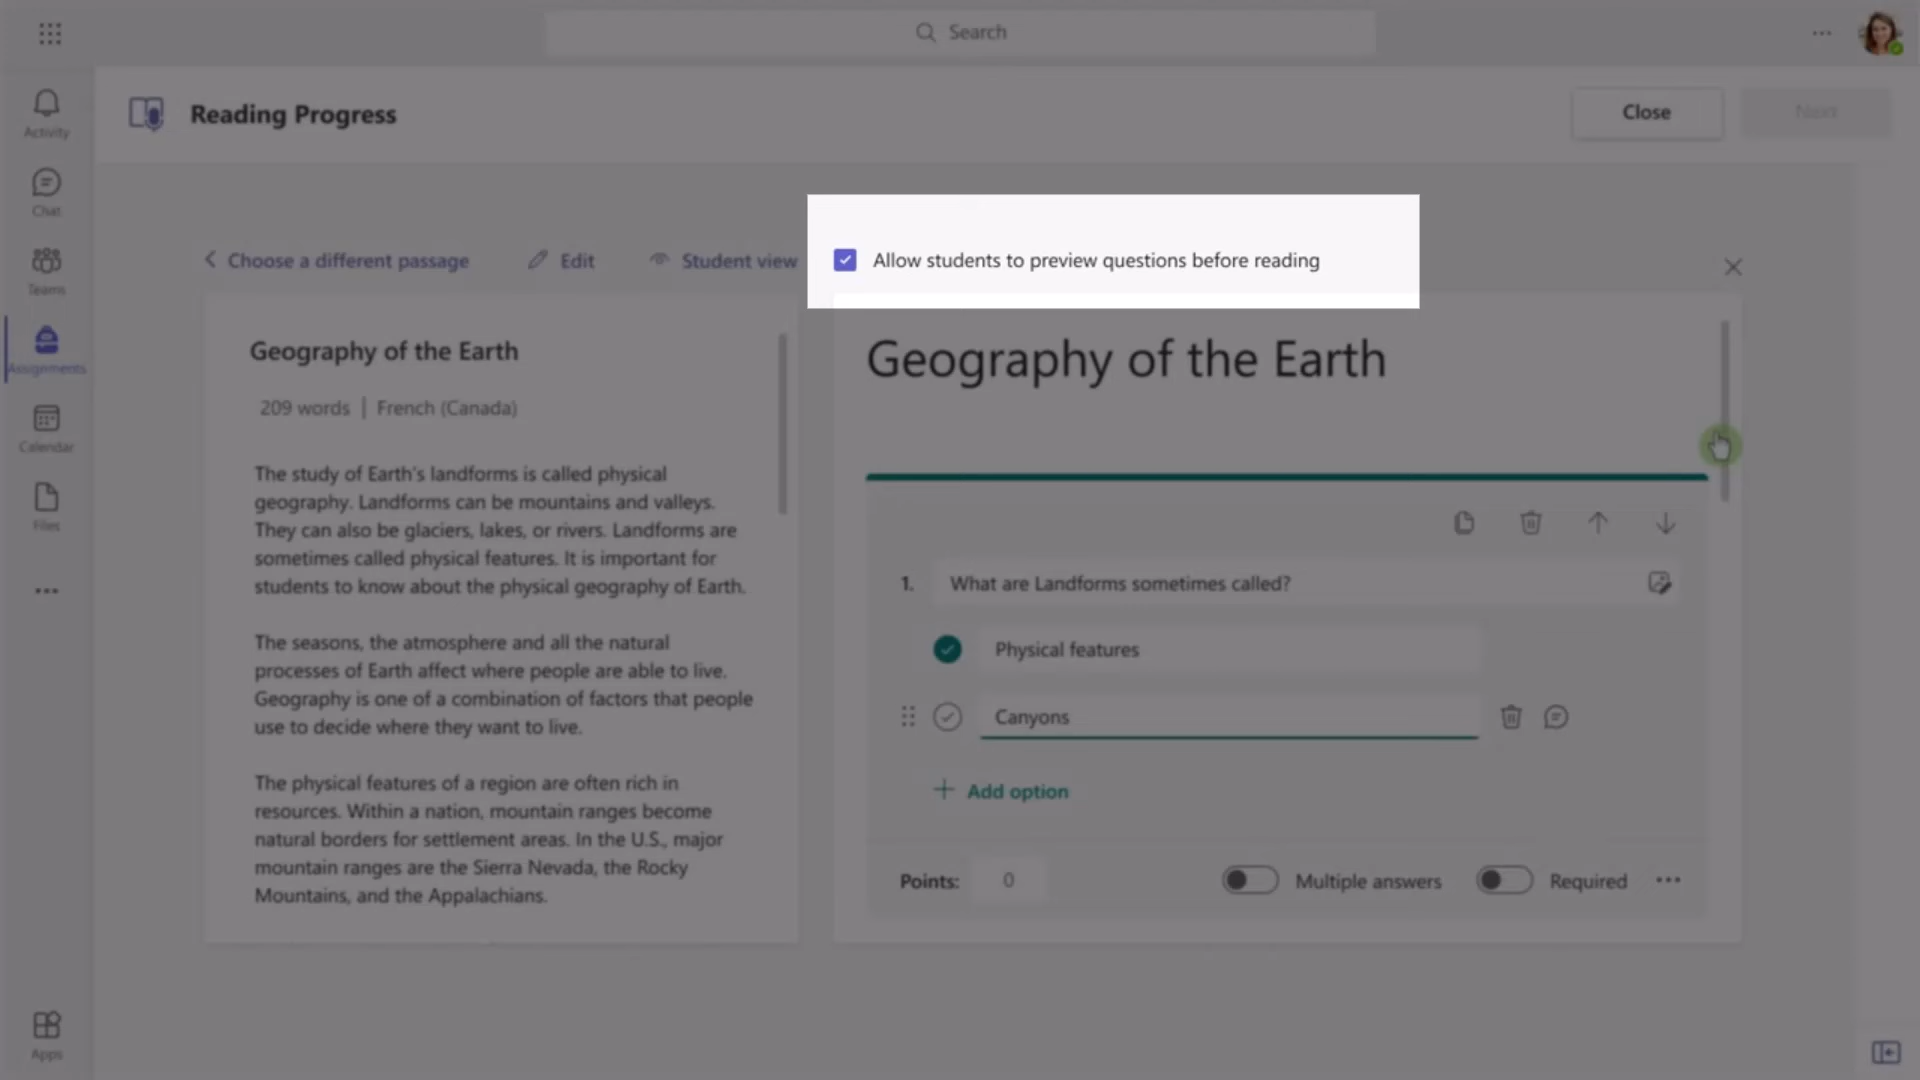 Search
Activity
Chat
Teams
Assignments
Calendar
Files
Apps
Reading Progress
Close
Next
Choose a different passage
Edit
Student view
Allow students to preview questions before reading
Geography of the Earth
209 words | French (Canada)
The study of Earth's landforms is called physical
geography. Landforms can be mountains and valleys.
They can also be glaciers, lakes, or rivers. Landforms are
sometimes called physical features. It is important for
students to know about the physical geography of Earth.
The seasons, the atmosphere and all the natural
processes of Earth affect where people are able to live.
Geography is one of a combination of factors that people
use to decide where they want to live.
The physical features of a region are often rich in
resources. Within a nation, mountain ranges become
natural borders for settlement areas. In the U.S., major
mountain ranges are the Sierra Nevada, the Rocky
Mountains, and the Appalachians.
Geography of the Earth
1. What are Landforms sometimes called?
Physical features
Canyons
Add option
Points: 0
Multiple answers
Required